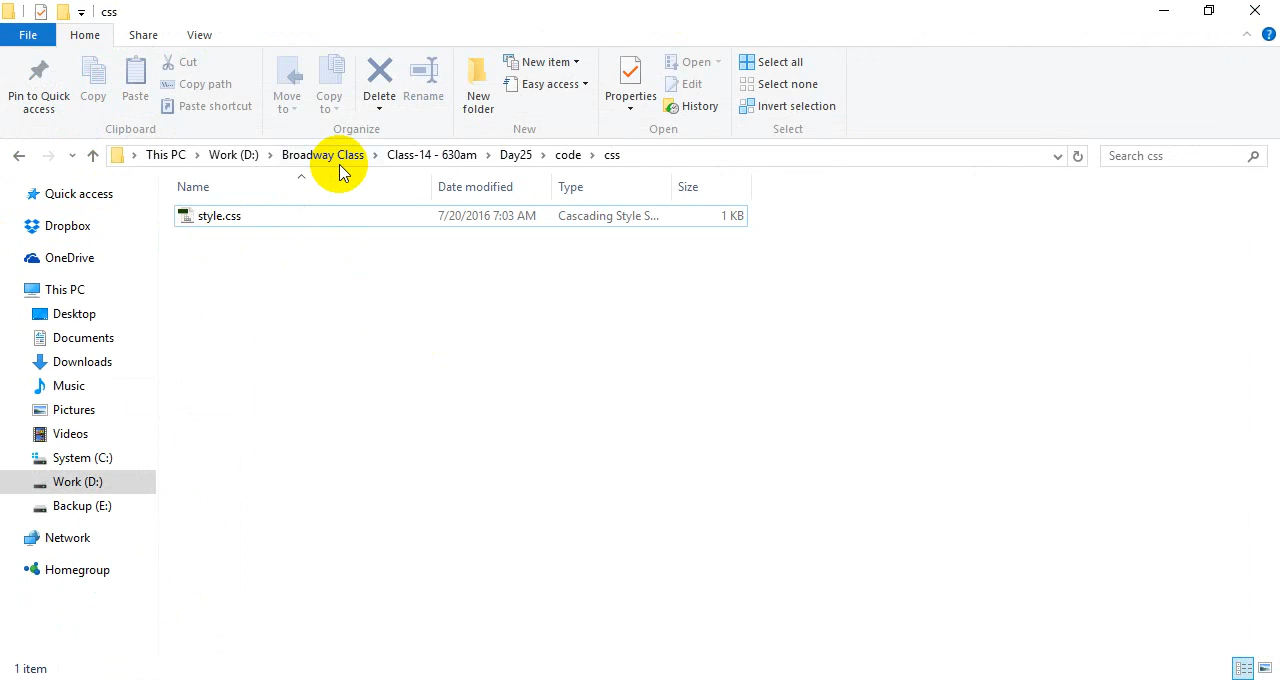 css
File Home Share View
Pin to Quick access
Copy
Paste
Cut
Copy path
Paste shortcut
Clipboard
Move to
Copy to
Delete
Rename
Organize
New folder
New item
Easy access
New
Properties
Open
Edit
History
Open
Select all
Select none
Invert selection
Select
This PC > Work (D:) > Broadway Class > Class-14 - 630am > Day25 > code > css
Search css
Name Date modified Type Size
style.css 7/20/2016 7:03 AM Cascading Style S... 1 KB
Quick access
Dropbox
OneDrive
This PC
Desktop
Documents
Downloads
Music
Pictures
Videos
System (C:)
Work (D:)
Backup (E:)
Network
Homegroup
1 item